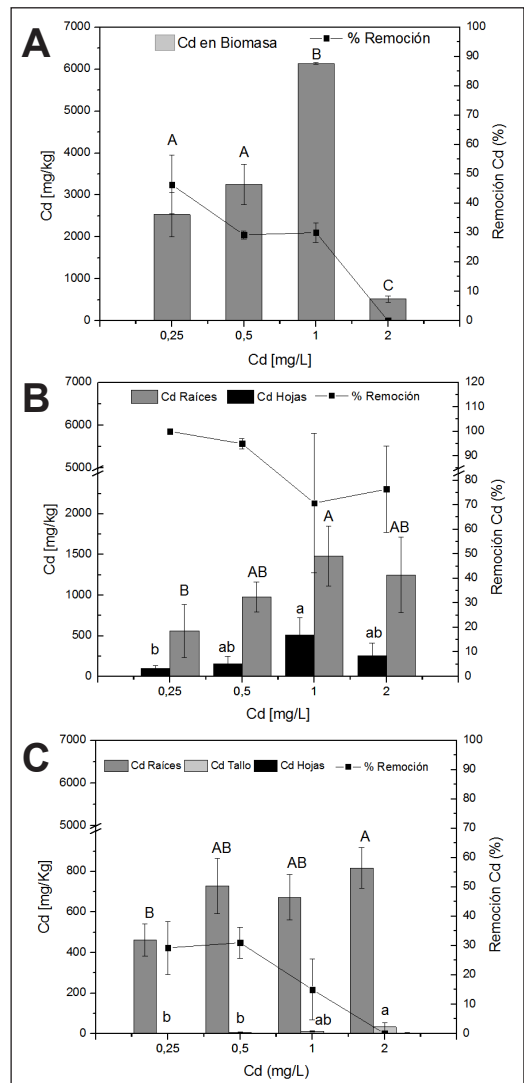 A
Cd en Biomasa
% Remoción
7000
6000
5000
4000
3000
2000
1000
0
Cd [mg/kg]
A
A
B
C
100
90
80
70
60
50
40
30
20
10
0
Remoción Cd (%)
0,25
0,5
1
2
Cd [mg/L]
B
Cd Raíces
Cd Hojas
% Remoción
7000
6000
5000
2000
1500
1000
500
0
Cd [mg/kg]
b
B
ab
AB
a
A
ab
AB
120
110
100
90
80
70
60
50
40
30
20
10
0
Remoción Cd (%)
0,25
0,5
1
2
Cd [mg/L]
C
Cd Raíces
Cd Tallo
Cd Hojas
% Remoción
7000
6000
5000
800
600
400
200
0
Cd [mg/Kg]
B
b
AB
b
AB
ab
A
a
100
90
80
70
60
50
40
30
20
10
0
Remoción Cd (%)
0,25
0,5
1
2
Cd (mg/L)